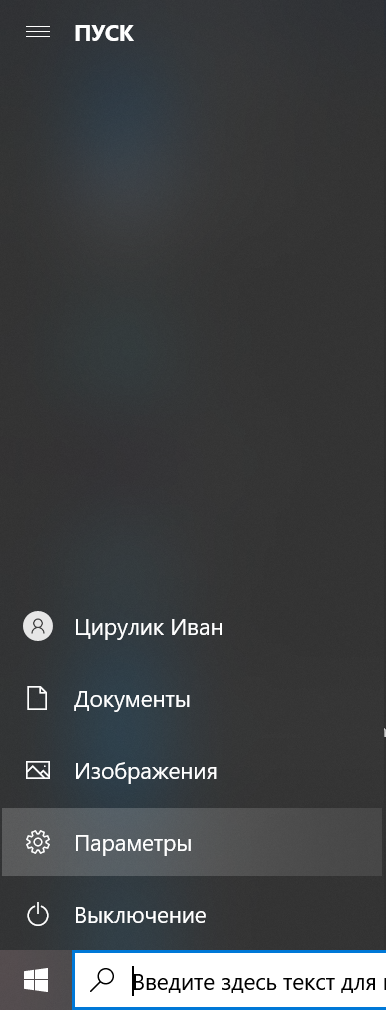 ПУСК
Цирулик Иван
Документы
Изображения
Параметры
Выключение
Введите здесь текст для